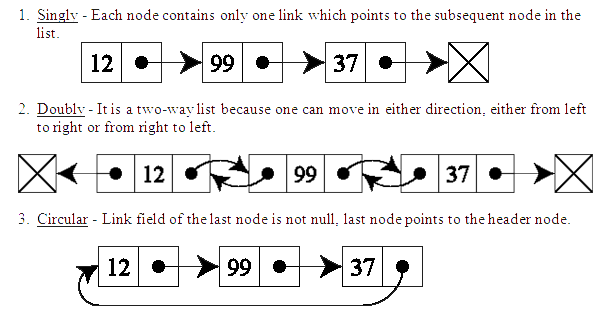 1. Singly - Each node contains only one link which points to the subsequent node in the
list.
12 99 37
2. Doubly - It is a two-way list because one can move in either direction, either from left
to right or from right to left.
12 99 37
3. Circular - Link field of the last node is not null, last node points to the header node.
12 99 37